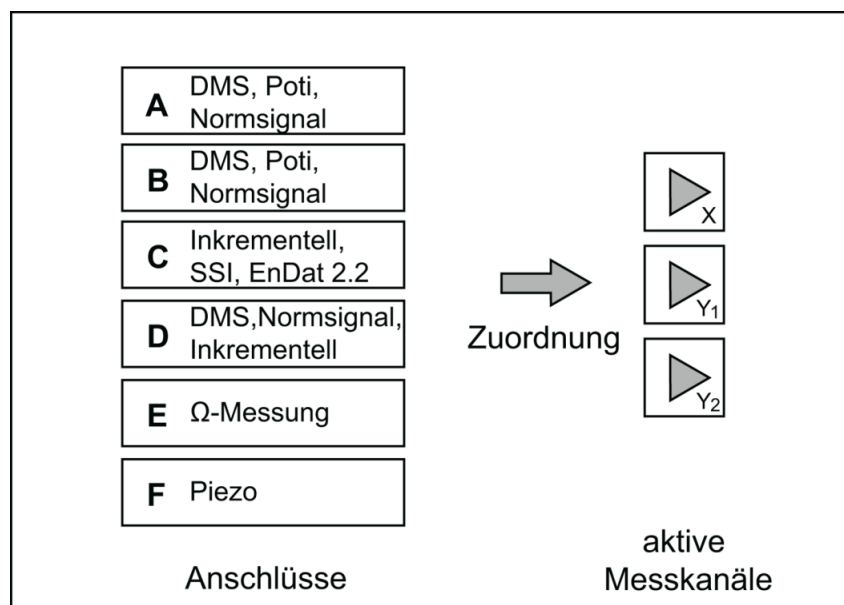 A DMS, Poti,
Normsignal
B DMS, Poti,
Normsignal
C Inkrementell,
SSI, EnDat 2.2
D DMS,Normsignal,
Inkrementell
E Ω-Messung
F Piezo
Anschlüsse
Zuordnung
X
Y₁
Y₂
aktive
Messkanäle